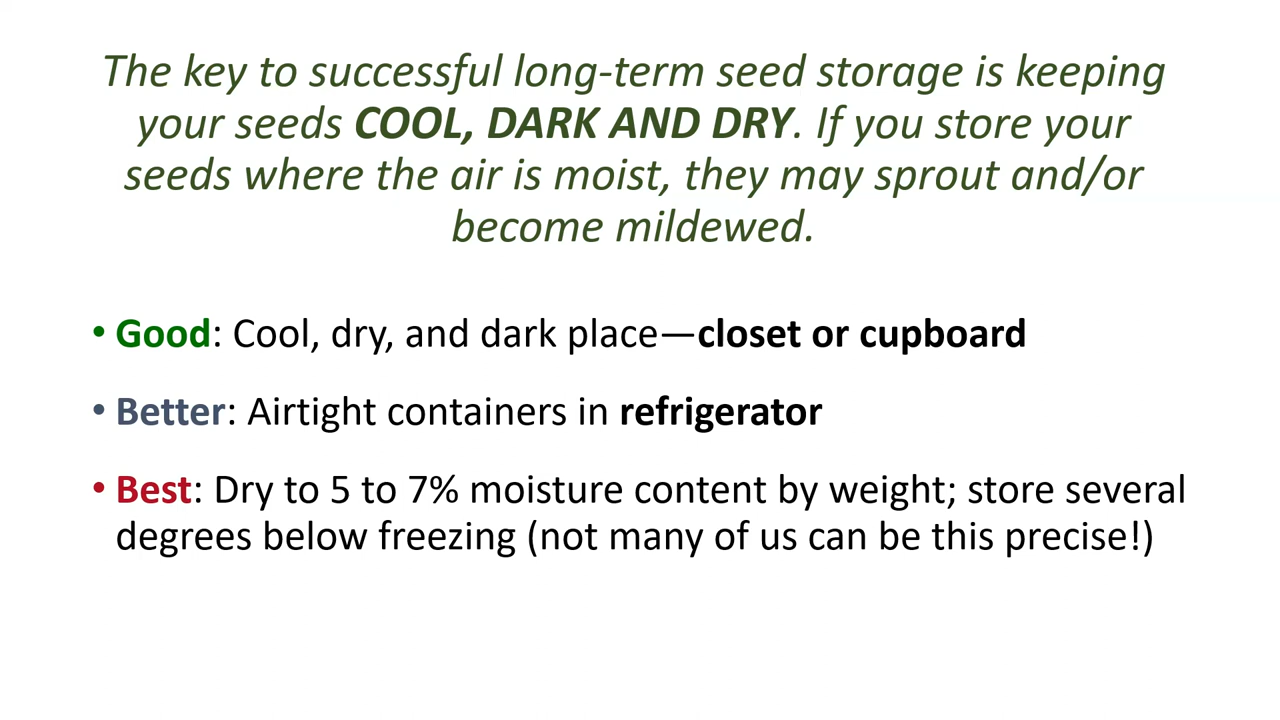 The key to successful long-term seed storage is keeping
your seeds COOL, DARK AND DRY. If you store your
seeds where the air is moist, they may sprout and/or
become mildewed.
• Good: Cool, dry, and dark place—closet or cupboard
• Better: Airtight containers in refrigerator
• Best: Dry to 5 to 7% moisture content by weight; store several
degrees below freezing (not many of us can be this precise!)